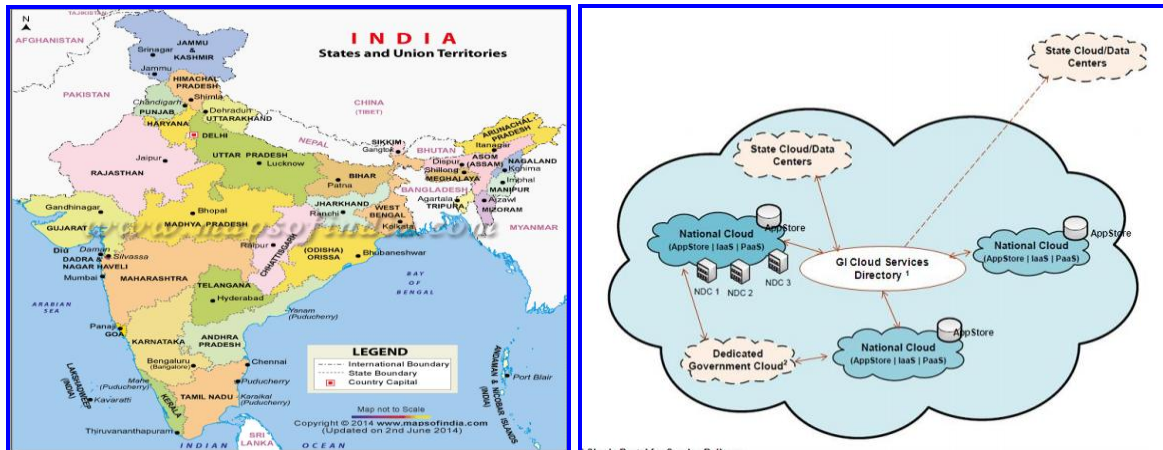 N
TAJIKISTAN
AFGHANISTAN
INDIA
States and Union Territories
JAMMU
&
KASHMIR
Srinagar
Jammu
HIMACHAL
PRADESH
Shimla
PAKISTAN
Chandigarh
PUNJAB
Dehradun
UTTARAKHAND
CHINA
(TIBET)
HARYANA
DELHI
NEPAL
SIKKIM
Gangtok
BHUTAN
ARUNACHAL
PRADESH
Itanagar
Jaipur
RAJASTHAN
UTTAR PRADESH
Lucknow
Dispur
ASOM
(ASSAM)
NAGALAND
Kohima
Shillong
MEGHALAYA
Imphal
MANIPUR
BIHAR
Patna
BANGLADESH
Agartala
TRIPURA
Aizawl
MIZORAM
MYANMAR
Gandhinagar
GUJARAT
Bhopal
MADHYA PRADESH
JHARKHAND
Ranchi
WEST
BENGAL
Kolkata
www.mapsofindia.com
Raipur
CHHATTISGARH
(ODISHA)
ORISSA
Bhubaneshwar
DIU
Daman
DADRA &
NAGAR HAVELI
Silvassa
Mumbai
MAHARASHTRA
TELANGANA
Hyderabad
BAY
OF
BENGAL
ARABIAN
SEA
Yanam
(Puducherry)
Panaji
GOA
KARNATAKA
ANDHRA
PRADESH
Bengaluru
(Bangalore)
Chennai
LEGEND
International Boundary
State Boundary
Country Capital
Mahe
(Puducherry)
Puducherry
Karaikal
(Puducherry)
TAMIL NADU
KERALA
LAKSHADWEEP
(INDIA)
Kavaratti
Thiruvananthapuram
ANDAMAN & NICOBAR ISLANDS
(INDIA)
Port Blair
Map not to Scale
Copyright © 2014 www.mapsofindia.com
(Updated on 2nd June 2014)
SRI
LANKA
INDIAN OCEAN
State Cloud/Data
Centers
State Cloud/Data
Centers
AppStore
National Cloud
(AppStore | IaaS | PaaS)
NDC 1
NDC 2
NDC 3
GI Cloud Services
Directory 1
AppStore
National Cloud
(AppStore | IaaS | PaaS)
AppStore
National Cloud
(AppStore | IaaS | PaaS)
Dedicated
Government Cloud2